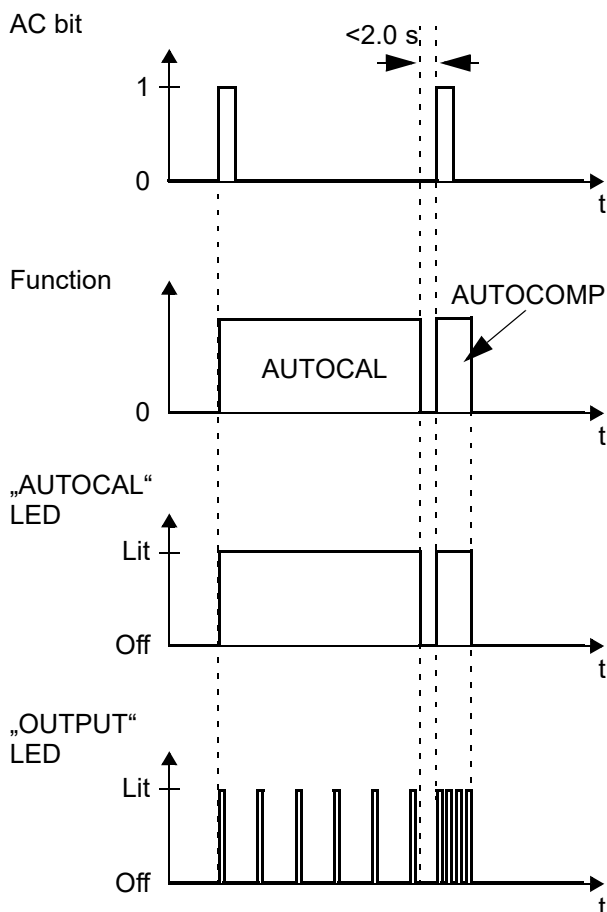 AC bit
<2.0 s
1
0
t
Function
AUTOCOMP
AUTOCAL
0
t
„AUTOCAL“
LED
Lit
Off
t
„OUTPUT“
LED
Lit
Off
t